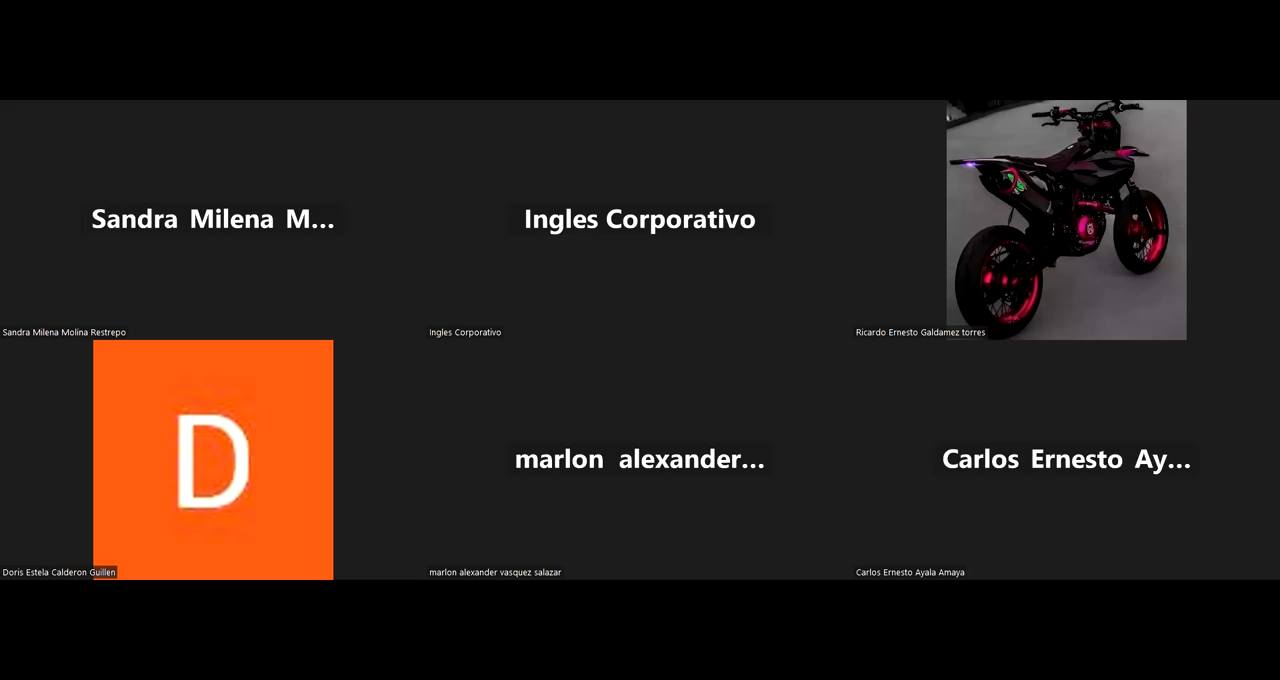 Sandra Milena M...
Sandra Milena Molina Restrepo
Ingles Corporativo
Ingles Corporativo
Ricardo Ernesto Galdamez torres
D
Doris Estela Calderon Guillen
marlon alexander...
marlon alexander vasquez salazar
Carlos Ernesto Ay...
Carlos Ernesto Ayala Amaya